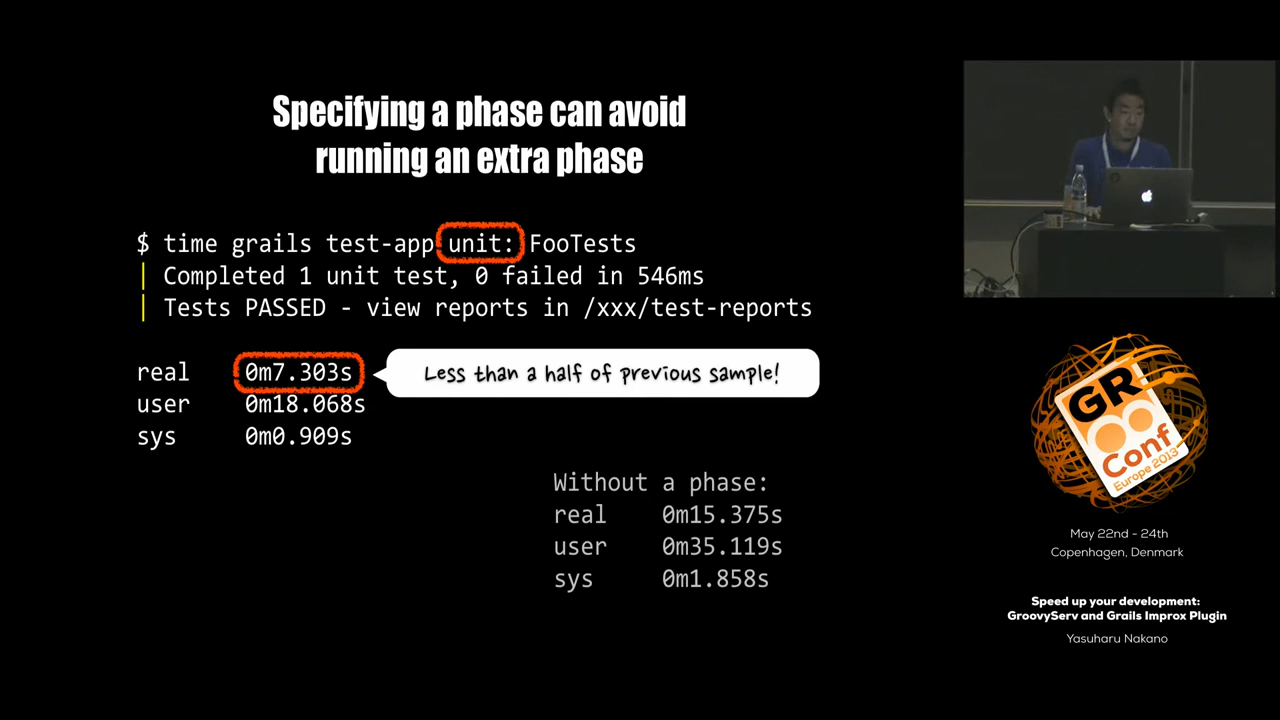 Specifying a phase can avoid
running an extra phase
$ time grails test-app unit: FooTests
| Completed 1 unit test, 0 failed in 546ms
| Tests PASSED - view reports in /xxx/test-reports
real 0m7.303s
Less than a half of previous sample!
user 0m18.068s
sys 0m0.909s
Without a phase:
real 0m15.375s
user 0m35.119s
sys 0m1.858s
GR8
Conf
Europe 2013
May 22nd - 24th
Copenhagen, Denmark
Speed up your development:
GroovyServ and Grails Improx Plugin
Yasuharu Nakano